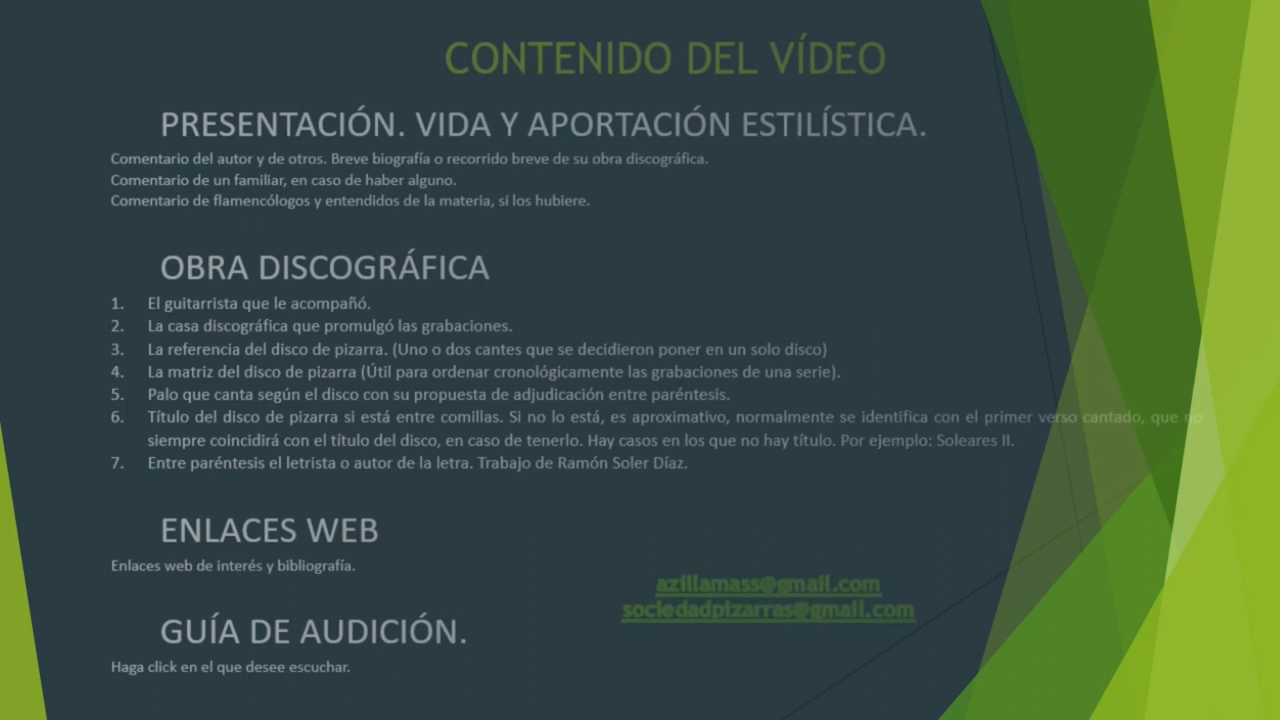 CONTENIDO DEL VÍDEO
PRESENTACIÓN. VIDA Y APORTACIÓN ESTILÍSTICA.
Comentario del autor y de otros. Breve biografía o recorrido breve de su obra discográfica.
Comentario de un familiar, en caso de haber alguno.
Comentario de flamencólogos y entendidos de la materia, si los hubiere.
OBRA DISCOGRÁFICA
1. El guitarrista que le acompañó.
2. La casa discográfica que promulgó las grabaciones.
3. La referencia del disco de pizarra. (Uno o dos cantes que se decidieron poner en un solo disco)
4. La matriz del disco de pizarra (Útil para ordenar cronológicamente las grabaciones de una serie).
5. Palo que canta según el disco con su propuesta de adjudicación entre paréntesis.
6. Título del disco de pizarra si está entre comillas. Si no lo está, es aproximativo, normalmente se identifica con el primer verso cantado, que no
siempre coincidirá con el título del disco, en caso de tenerlo. Hay casos en los que no hay título. Por ejemplo: Soleares II.
7. Entre paréntesis el letrista o autor de la letra. Trabajo de Ramón Soler Díaz.
ENLACES WEB
Enlaces web de interés y bibliografía.
azillamass@gmail.com
sociedadpizarras@gmail.com
GUÍA DE AUDICIÓN.
Haga click en el que desee escuchar.